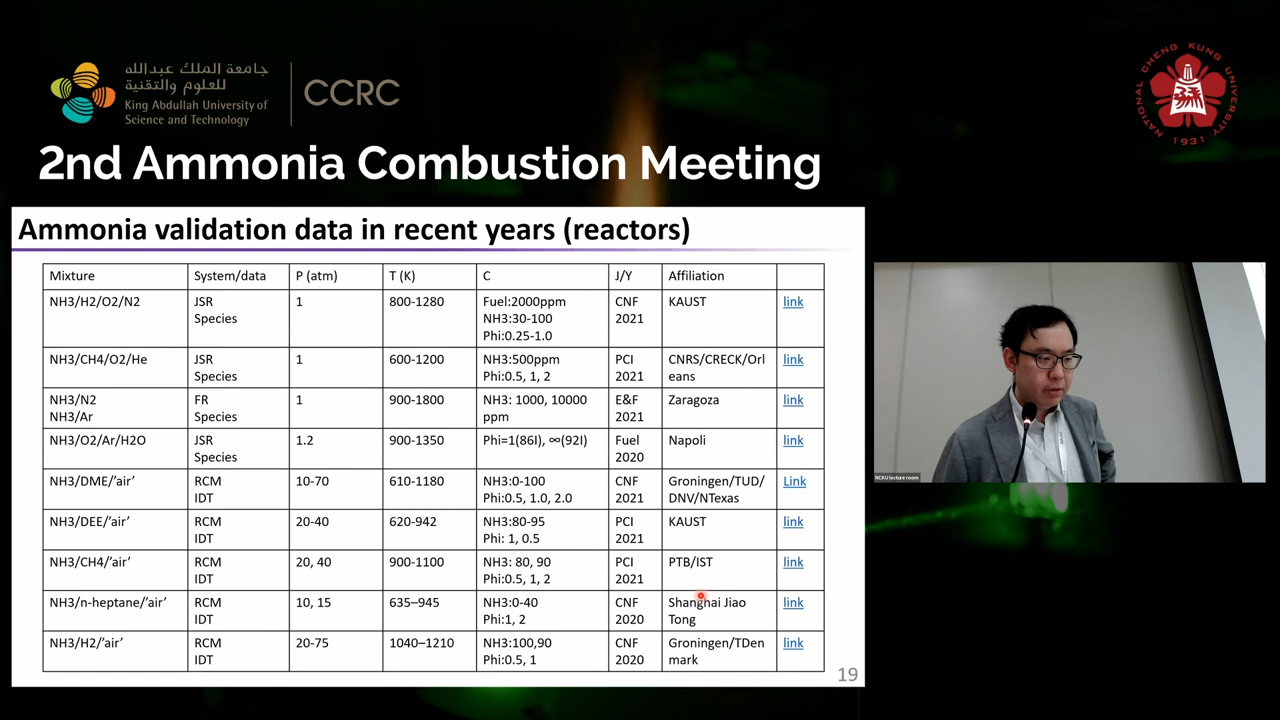 جامعة الملك عبدالله
للعلوم والتقنية
King Abdullah University of
Science and Technology
CCRC
NATIONAL CHENG KUNG UNIVERSITY
1931
2nd Ammonia Combustion Meeting
Ammonia validation data in recent years (reactors)
Mixture System/data P (atm) T (K) C J/Y Affiliation
NH3/H2/O2/N2 JSR 1 800-1280 Fuel:2000ppm CNF KAUST link
Species NH3:30-100 2021
Phi:0.25-1.0
NH3/CH4/O2/He JSR 1 600-1200 NH3:500ppm PCI CNRS/CRECK/Orl link
Species Phi:0.5, 1, 2 2021 eans
NH3/N2 FR 1 900-1800 NH3: 1000, 10000 E&F Zaragoza link
NH3/Ar Species ppm 2021
NH3/O2/Ar/H2O JSR 1.2 900-1350 Phi=1(86I), ∞(92I) Fuel Napoli link
Species 2020
NH3/DME/'air' RCM 10-70 610-1180 NH3:0-100 CNF Groningen/TUD/ Link
IDT Phi:0.5, 1.0, 2.0 2021 DNV/NTexas
NH3/DEE/'air' RCM 20-40 620-942 NH3:80-95 PCI KAUST link
IDT Phi: 1, 0.5 2021
NH3/CH4/'air' RCM 20, 40 900-1100 NH3: 80, 90 PCI PTB/IST link
IDT Phi:0.5, 1, 2 2021
NH3/n-heptane/'air' RCM 10, 15 635–945 NH3:0-40 CNF Shanghai Jiao link
IDT Phi:1, 2 2020 Tong
NH3/H2/'air' RCM 20-75 1040–1210 NH3:100,90 CNF Groningen/TDen link
IDT Phi:0.5, 1 2020 mark
19
NCKU lecture room